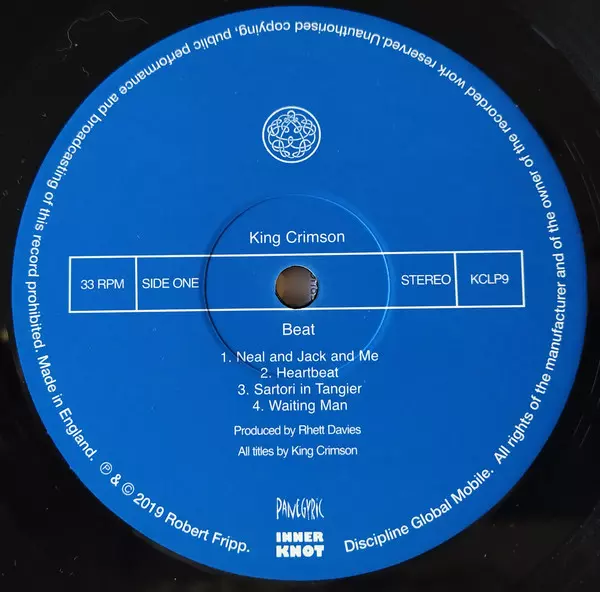 King Crimson
33 RPM
SIDE ONE
STEREO
KCLP9
Beat
1. Neal and Jack and Me
2. Heartbeat
3. Sartori in Tangier
4. Waiting Man
Produced by Rhett Davies
All titles by King Crimson
PANEGYRIC
INNER
KNOT
℗ & © 2019 Robert Fripp.
Discipline Global Mobile. All rights of the manufacturer and of the owner of the recorded work reserved.Unauthorised copying, public performance and broadcasting of this record prohibited. Made in England.